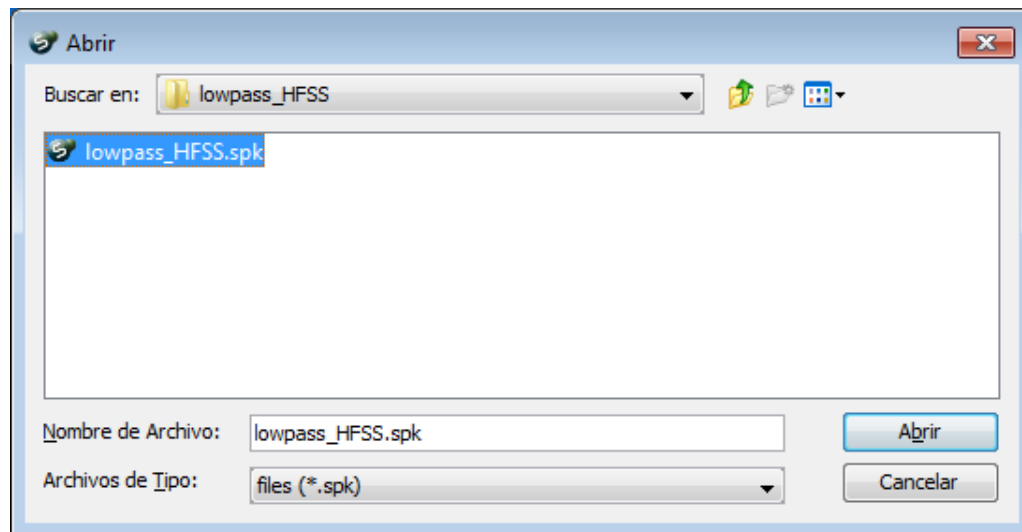 Abrir
Buscar en: lowpass_HFSS
lowpass_HFSS.spk
Nombre de Archivo: lowpass_HFSS.spk Abrir
Archivos de Tipo: files (*.spk) Cancelar